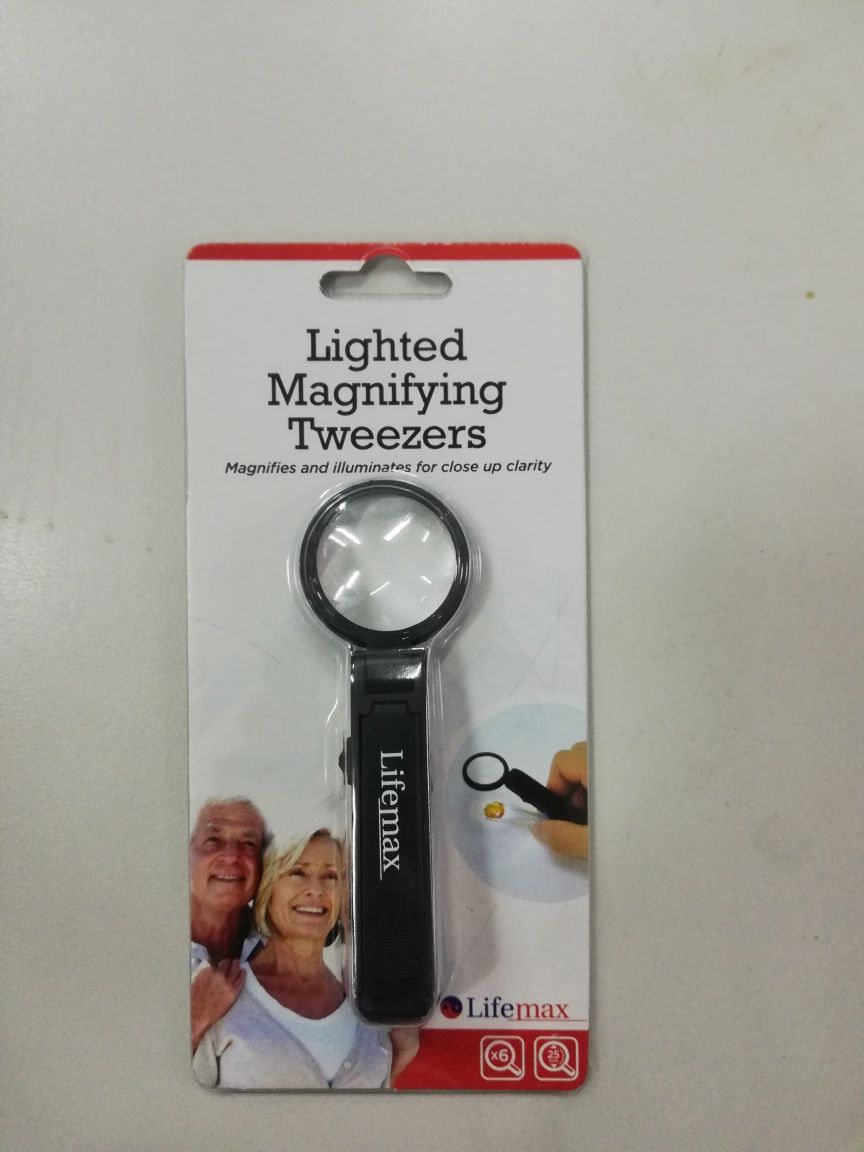 Lighted
Magnifying
Tweezers
Magnifies and illuminates for close up clarity
Lifemax
Lifemax
x6
25